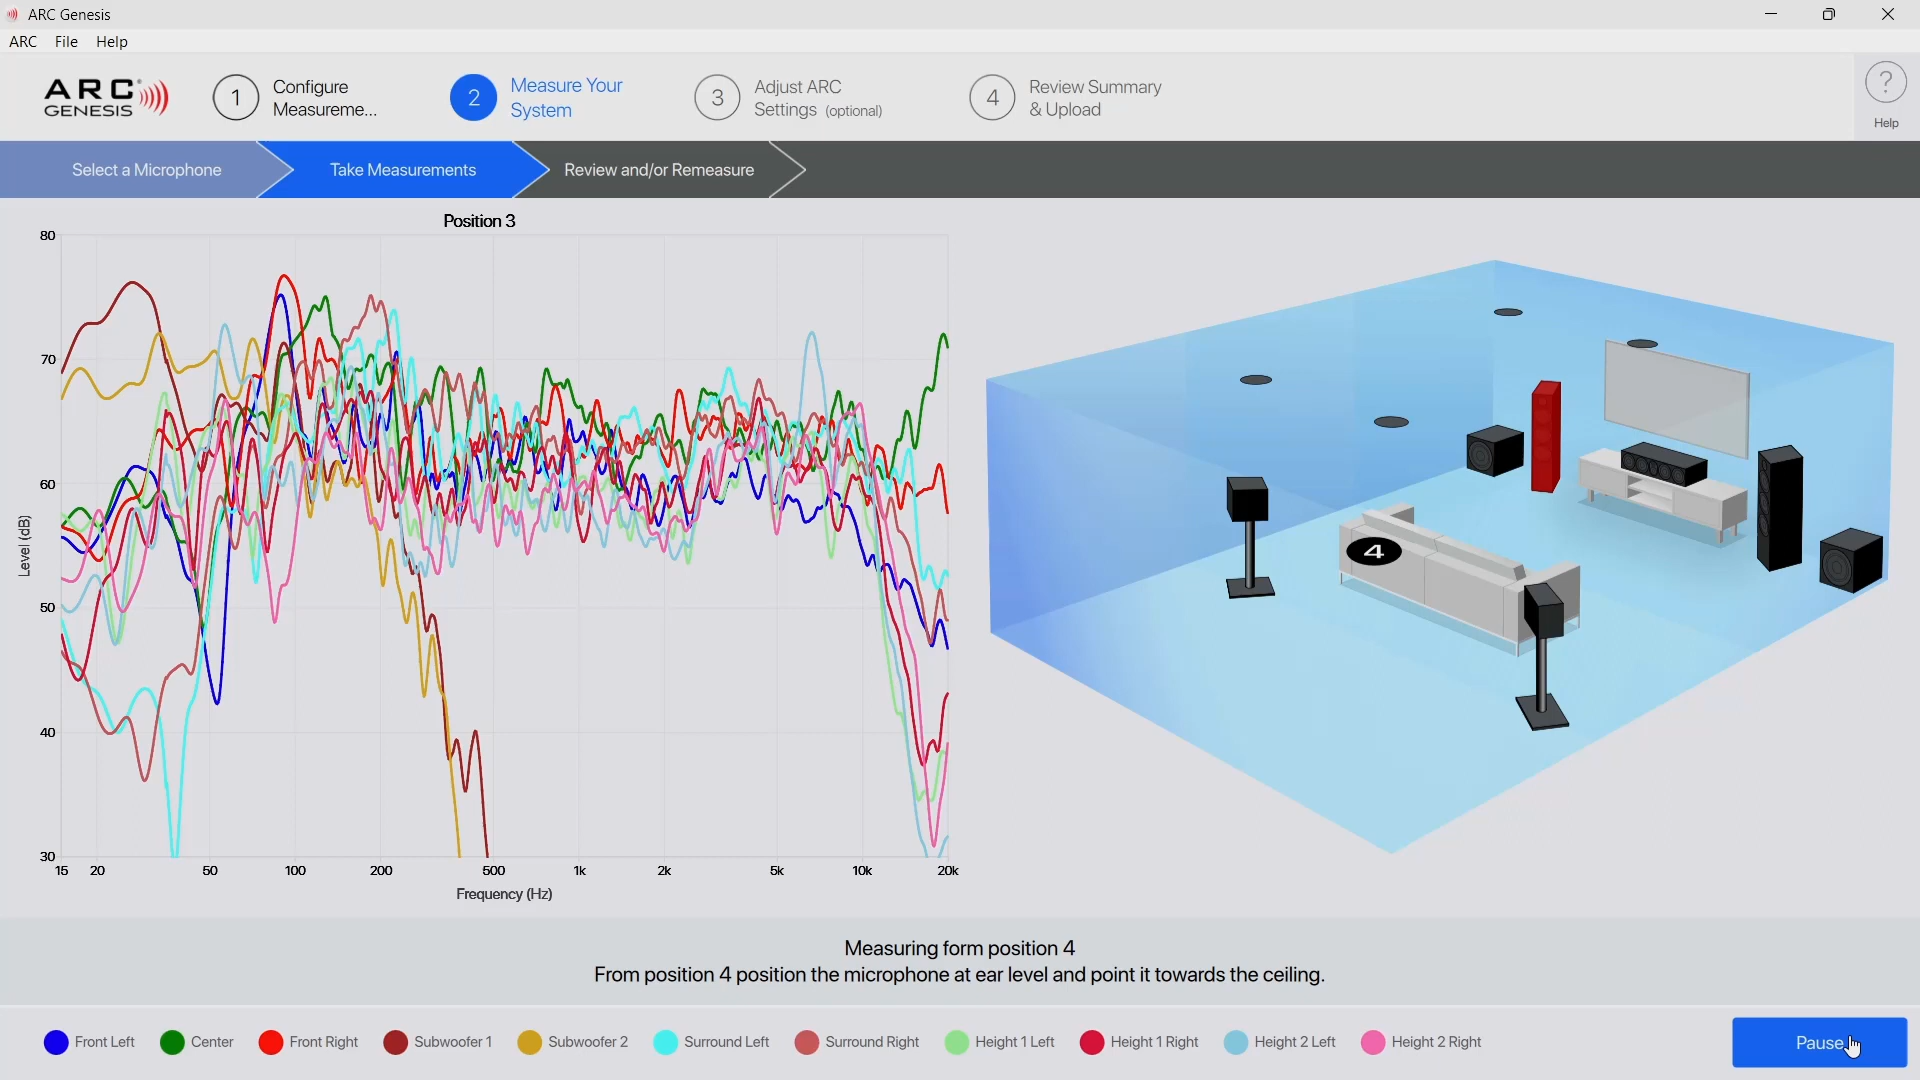 ARC Genesis
ARC File Help
ARC GENESIS
1 Configure Measureme...
2 Measure Your System
3 Adjust ARC Settings (optional)
4 Review Summary & Upload
? Help
Select a Microphone
Take Measurements
Review and/or Remeasure
Position 3
80
70
60
50
40
30
Level (dB)
15 20 50 100 200 500 1k 2k 5k 10k 20k
Frequency (Hz)
4
Measuring form position 4
From position 4 position the microphone at ear level and point it towards the ceiling.
Front Left Center Front Right Subwoofer 1 Subwoofer 2 Surround Left Surround Right Height 1 Left Height 1 Right Height 2 Left Height 2 Right
Pause